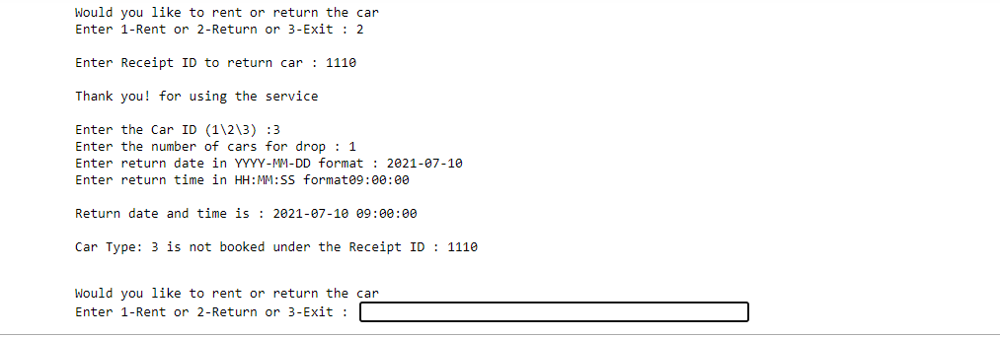 Would you like to rent or return the car
Enter 1-Rent or 2-Return or 3-Exit : 2
Enter Receipt ID to return car : 1110
Thank you! for using the service
Enter the Car ID (1\2\3) :3
Enter the number of cars for drop : 1
Enter return date in YYYY-MM-DD format : 2021-07-10
Enter return time in HH:MM:SS format09:00:00
Return date and time is : 2021-07-10 09:00:00
Car Type: 3 is not booked under the Receipt ID : 1110
Would you like to rent or return the car
Enter 1-Rent or 2-Return or 3-Exit :